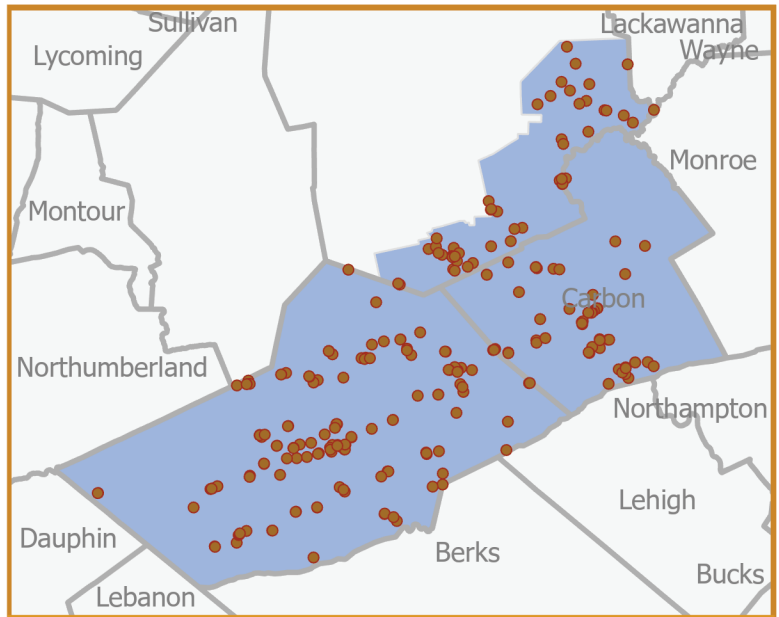 Sullivan
Lackawanna
Lycoming
Wayne
Monroe
Montour
Carbon
Northumberland
Northampton
Lehigh
Dauphin
Berks
Bucks
Lebanon